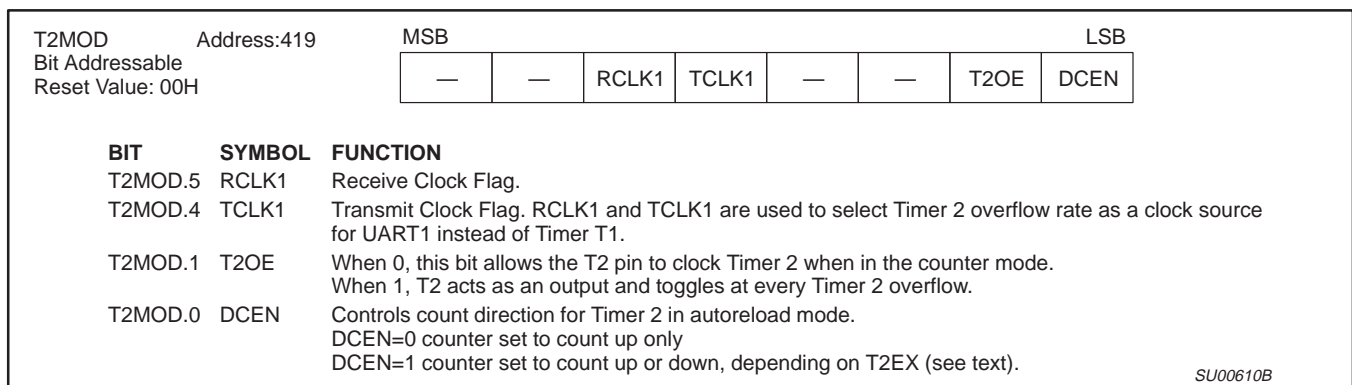 T2MOD Address:419 MSB LSB
Bit Addressable
Reset Value: 00H
— — RCLK1 TCLK1 — — T2OE DCEN
BIT SYMBOL FUNCTION
T2MOD.5 RCLK1 Receive Clock Flag.
T2MOD.4 TCLK1 Transmit Clock Flag. RCLK1 and TCLK1 are used to select Timer 2 overflow rate as a clock source
for UART1 instead of Timer T1.
T2MOD.1 T2OE When 0, this bit allows the T2 pin to clock Timer 2 when in the counter mode.
When 1, T2 acts as an output and toggles at every Timer 2 overflow.
T2MOD.0 DCEN Controls count direction for Timer 2 in autoreload mode.
DCEN=0 counter set to count up only
DCEN=1 counter set to count up or down, depending on T2EX (see text).
SU00610B